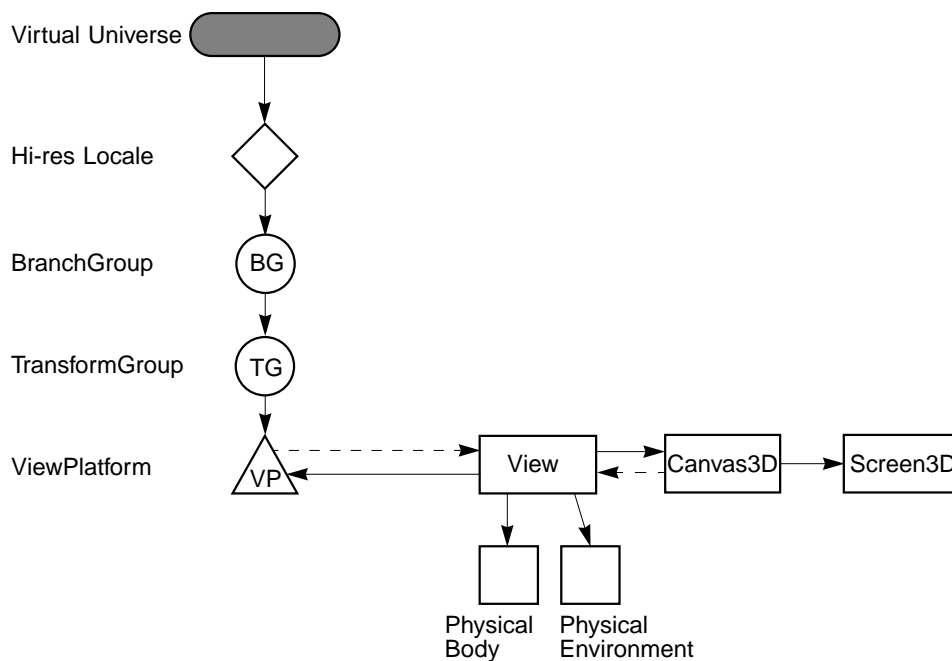 Virtual Universe
Hi-res Locale
BranchGroup
BG
TransformGroup
TG
ViewPlatform
VP
View
Canvas3D
Screen3D
Physical
Body
Physical
Environment